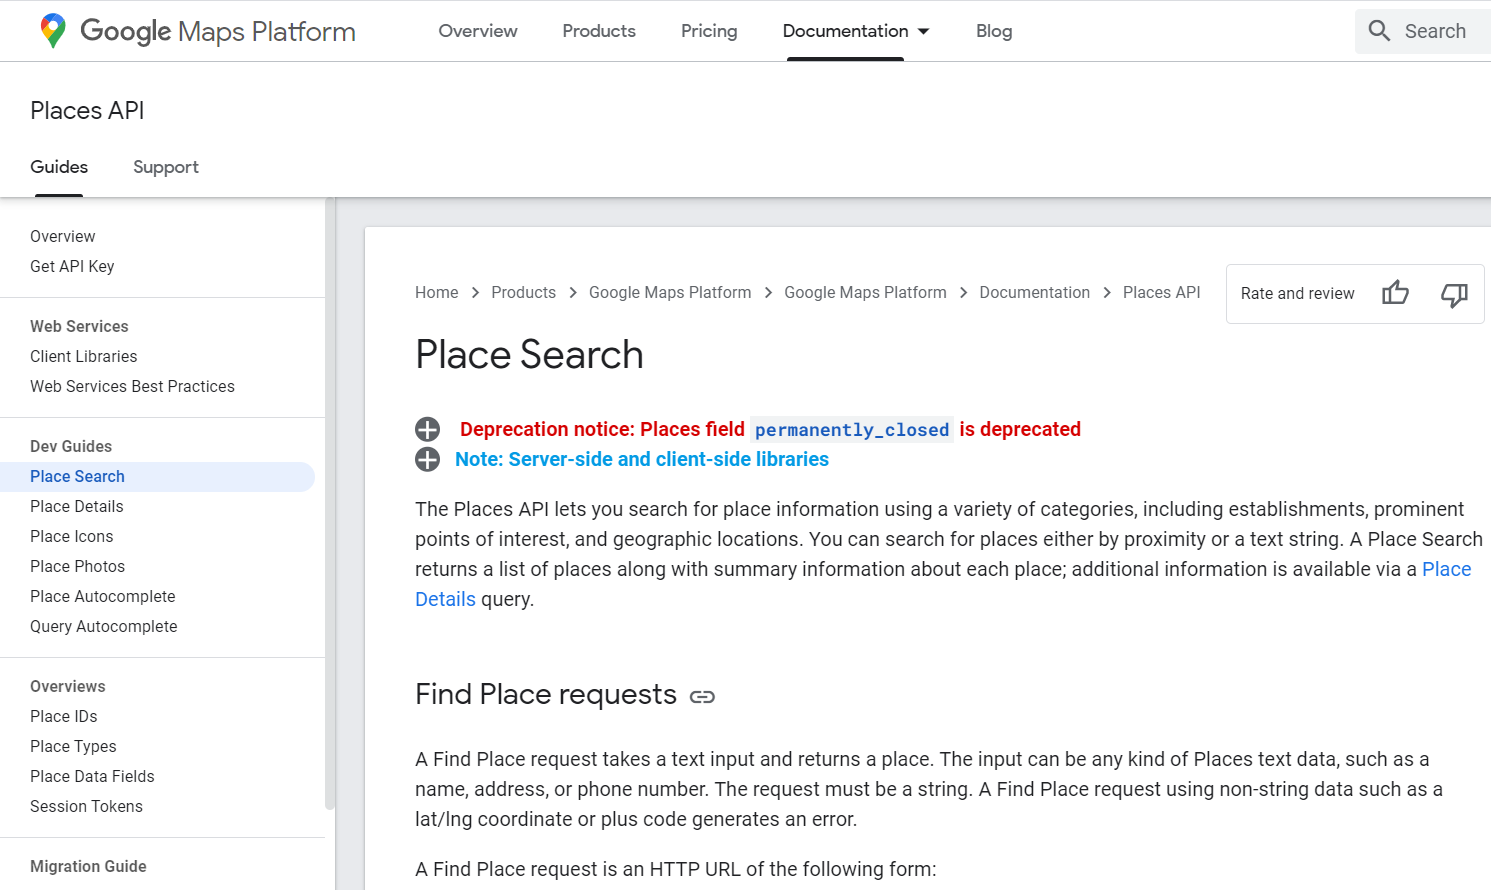 Google Maps Platform Overview Products Pricing Documentation Blog Search
Places API
Guides Support
Overview
Get API Key
Web Services
Client Libraries
Web Services Best Practices
Dev Guides
Place Search
Place Details
Place Icons
Place Photos
Place Autocomplete
Query Autocomplete
Overviews
Place IDs
Place Types
Place Data Fields
Session Tokens
Migration Guide
Home > Products > Google Maps Platform > Google Maps Platform > Documentation > Places API
Rate and review
Place Search
Deprecation notice: Places field permanently_closed is deprecated
Note: Server-side and client-side libraries
The Places API lets you search for place information using a variety of categories, including establishments, prominent
points of interest, and geographic locations. You can search for places either by proximity or a text string. A Place Search
returns a list of places along with summary information about each place; additional information is available via a Place
Details query.
Find Place requests
A Find Place request takes a text input and returns a place. The input can be any kind of Places text data, such as a
name, address, or phone number. The request must be a string. A Find Place request using non-string data such as a
lat/lng coordinate or plus code generates an error.
A Find Place request is an HTTP URL of the following form: